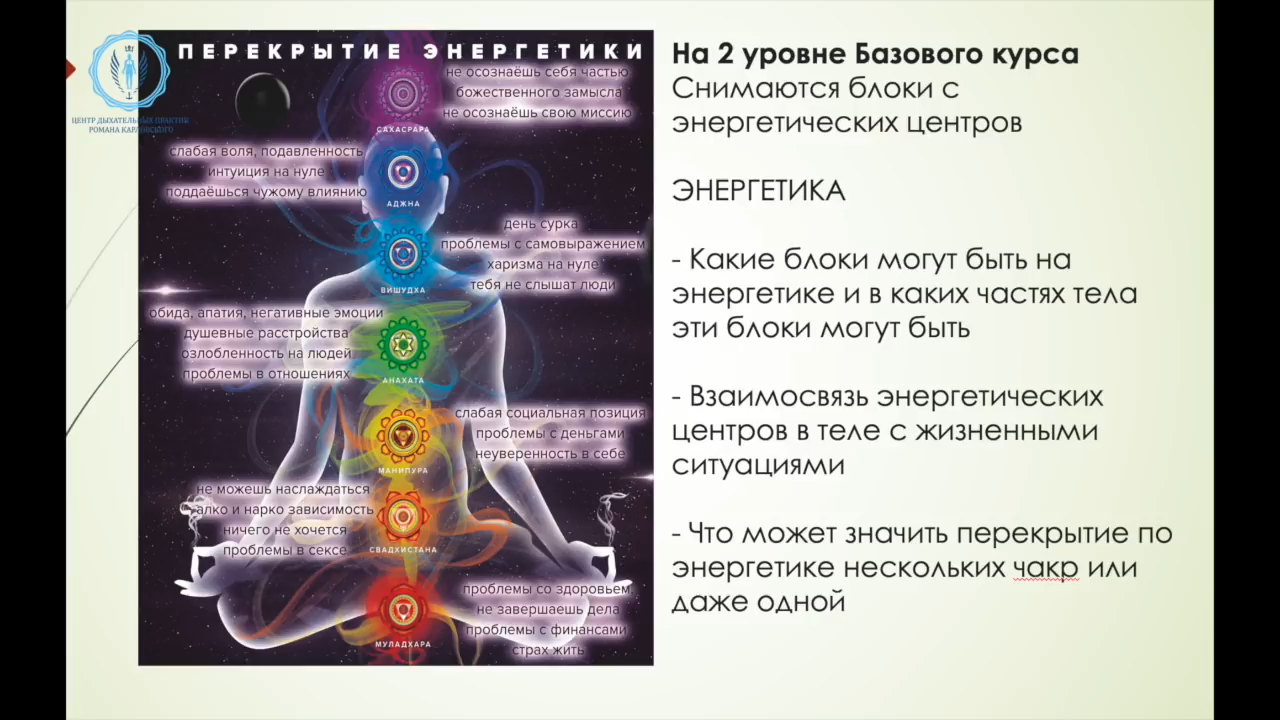 ПЕРЕКРЫТИЕ ЭНЕРГЕТИКИ
ЦЕНТР ДЫХАТЕЛЬНЫХ ПРАКТИК
РОМАНА КАРЛОВСКОГО
не осознаёшь себя частью
божественного замысла
не осознаёшь свою миссию
САХАСРАРА
слабая воля, подавленность
интуиция на нуле
поддаёшься чужому влиянию
АДЖНА
день сурка
проблемы с самовыражением
харизма на нуле
тебя не слышат люди
ВИШУДХА
обида, апатия, негативные эмоции
душевные расстройства
озлобленность на людей
проблемы в отношениях
АНАХАТА
слабая социальная позиция
проблемы с деньгами
неуверенность в себе
МАНИПУРА
не можешь наслаждаться
алко и нарко зависимость
ничего не хочется
проблемы в сексе
СВАДХИСТАНА
проблемы со здоровьем,
не завершаешь дела
проблемы с финансами
страх жить
МУЛАДХАРА
На 2 уровне Базового курса
Снимаются блоки с
энергетических центров
ЭНЕРГЕТИКА
- Какие блоки могут быть на
энергетике и в каких частях тела
эти блоки могут быть
- Взаимосвязь энергетических
центров в теле с жизненными
ситуациями
- Что может значить перекрытие по
энергетике нескольких чакр или
даже одной